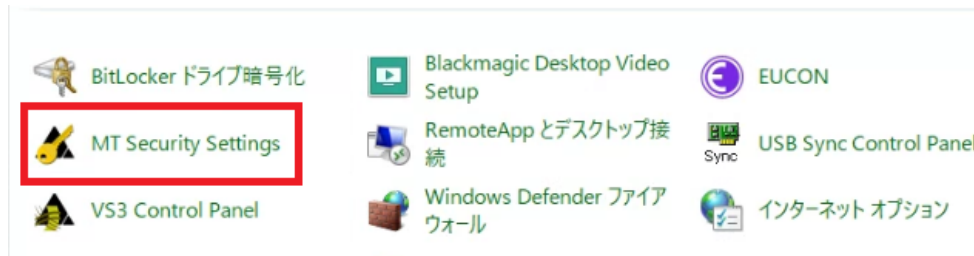 BitLocker ドライブ暗号化
Blackmagic Desktop Video
Setup
EUCON
MT Security Settings
RemoteApp とデスクトップ接
続
Sync
USB Sync Control Panel
VS3 Control Panel
Windows Defender ファイア
ウォール
インターネット オプション